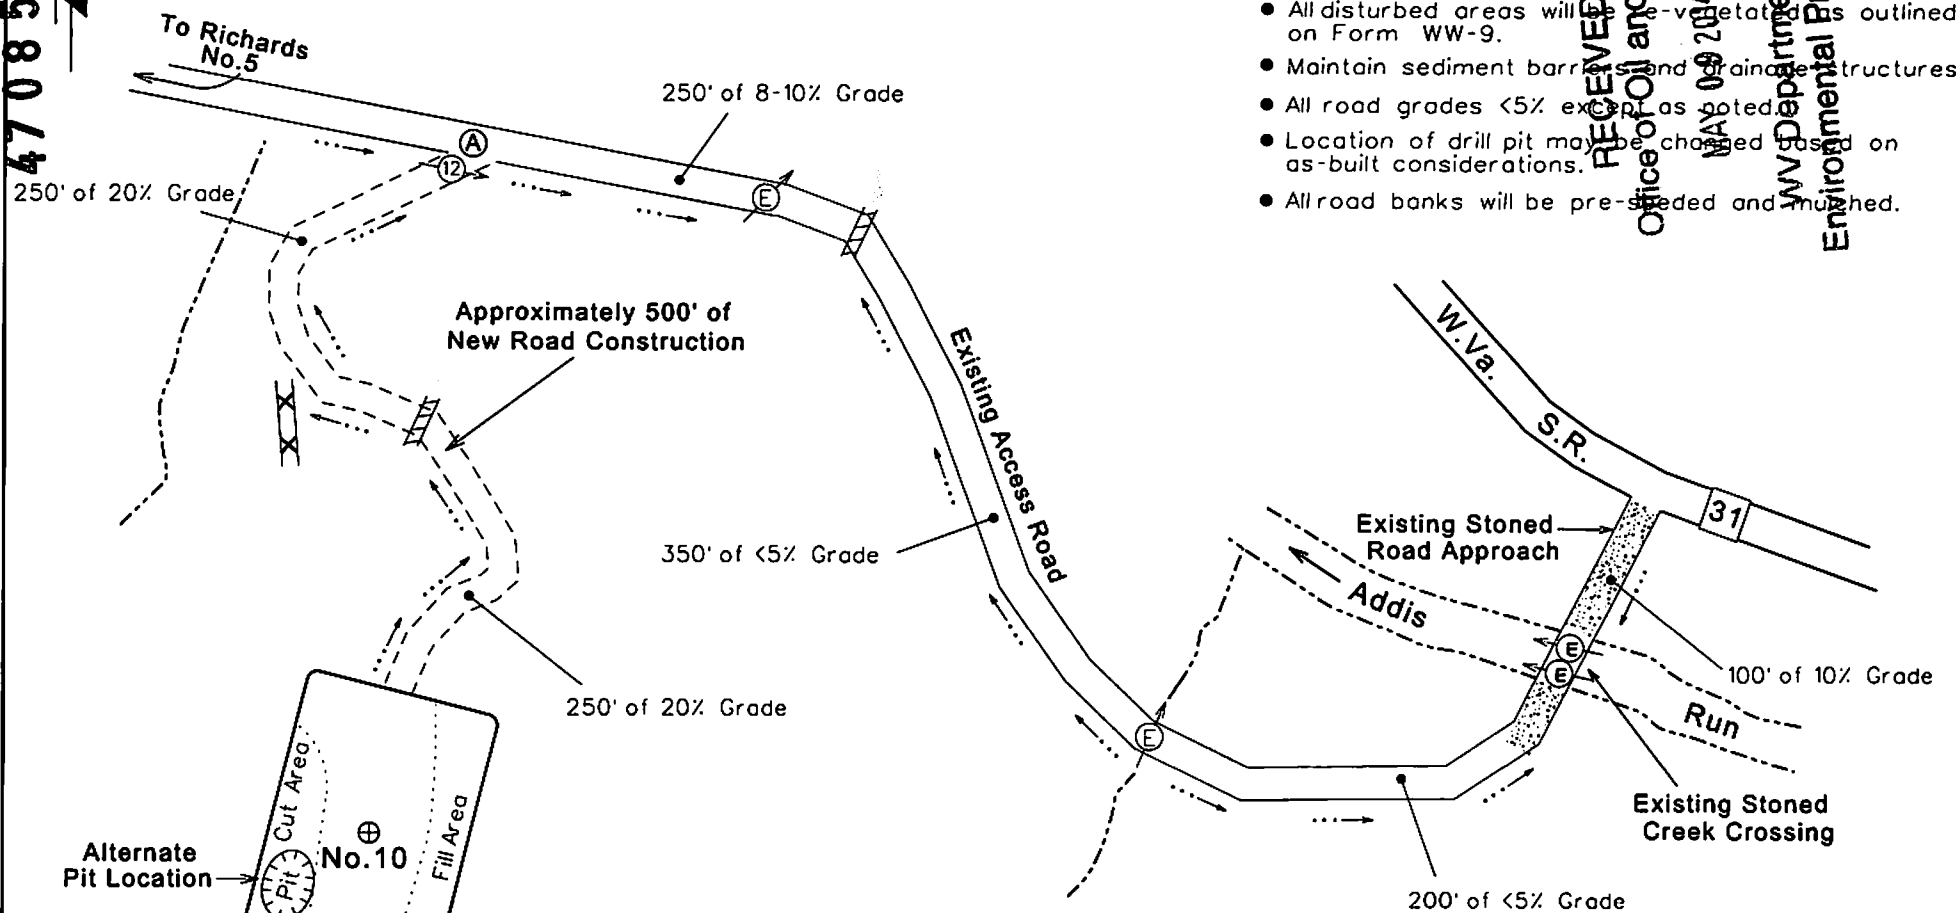 To Richards
No.5
● All disturbed areas will be re-vegetated as outlined
on Form WW-9.
● Maintain sediment barriers and drainage structures
● All road grades <5% except as noted.
● Location of drill pit may be changed based on
as-built considerations.
● All road banks will be pre-seeded and mulched.
RECEIVED
Office of Oil and
MAY 09 201
WV Departme
Environmental Pr
47085
250' of 8-10% Grade
A
12
E
250' of 20% Grade
Approximately 500' of
New Road Construction
Existing Access Road
W.Va.
S.R.
31
Existing Stoned
Road Approach
350' of <5% Grade
Addis
Run
E
E
100' of 10% Grade
250' of 20% Grade
E
Existing Stoned
Creek Crossing
Cut Area
Fill Area
No.10
Alternate
Pit Location
Pit
200' of <5% Grade